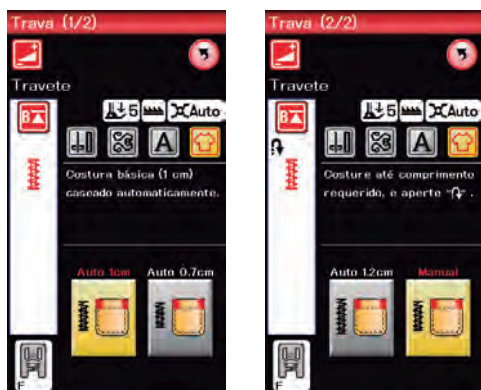 Trava (1/2)
Travete
B
5 Auto
A
Costura básica (1 cm)
caseado automaticamente.
Auto 1cm Auto 0.7cm
F
Trava (2/2)
Travete
B
5 Auto
A
Costure até comprimento
requerido, e aperte " ".
Auto 1.2cm Manual
F